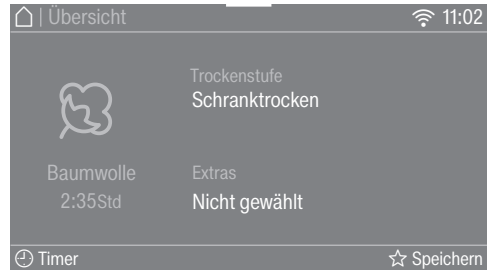 | Übersicht 11:02
Trockenstufe
Schranktrocken
Baumwolle
2:35Std
Extras
Nicht gewählt
Timer Speichern